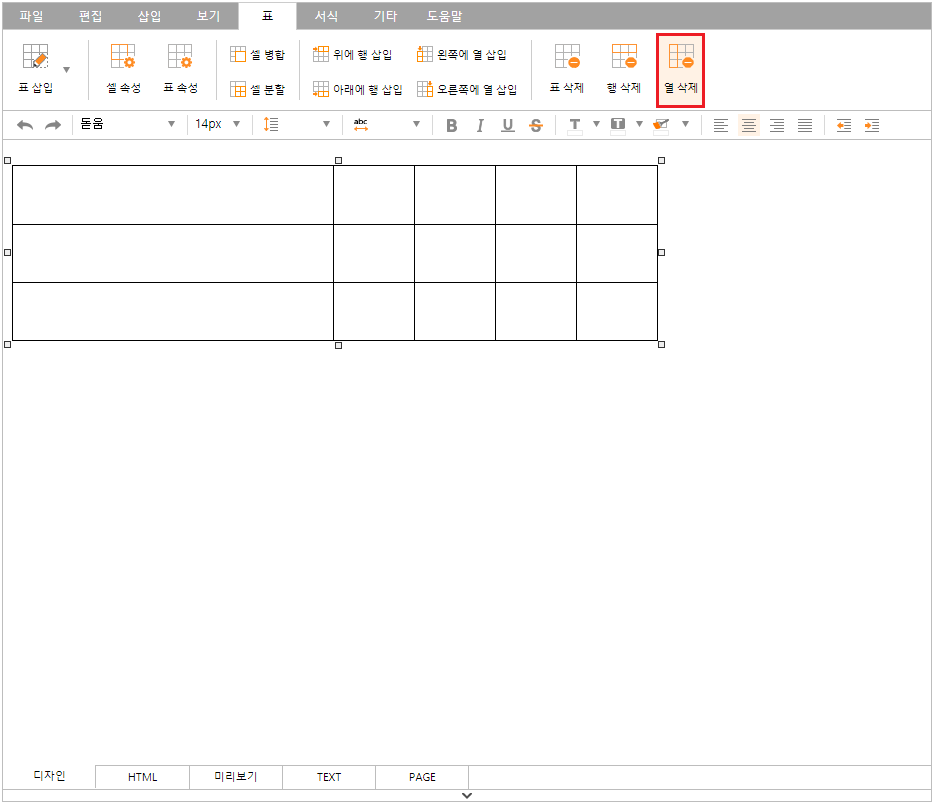 파일 편집 삽입 보기 표 서식 기타 도움말
표 삽입 셀 속성 표 속성 셀 병합 위에 행 삽입 왼쪽에 열 삽입 표 삭제 행 삭제 열 삭제
셀 분할 아래에 행 삽입 오른쪽에 열 삽입
돋움 14px abc B I U S T T
디자인 HTML 미리보기 TEXT PAGE